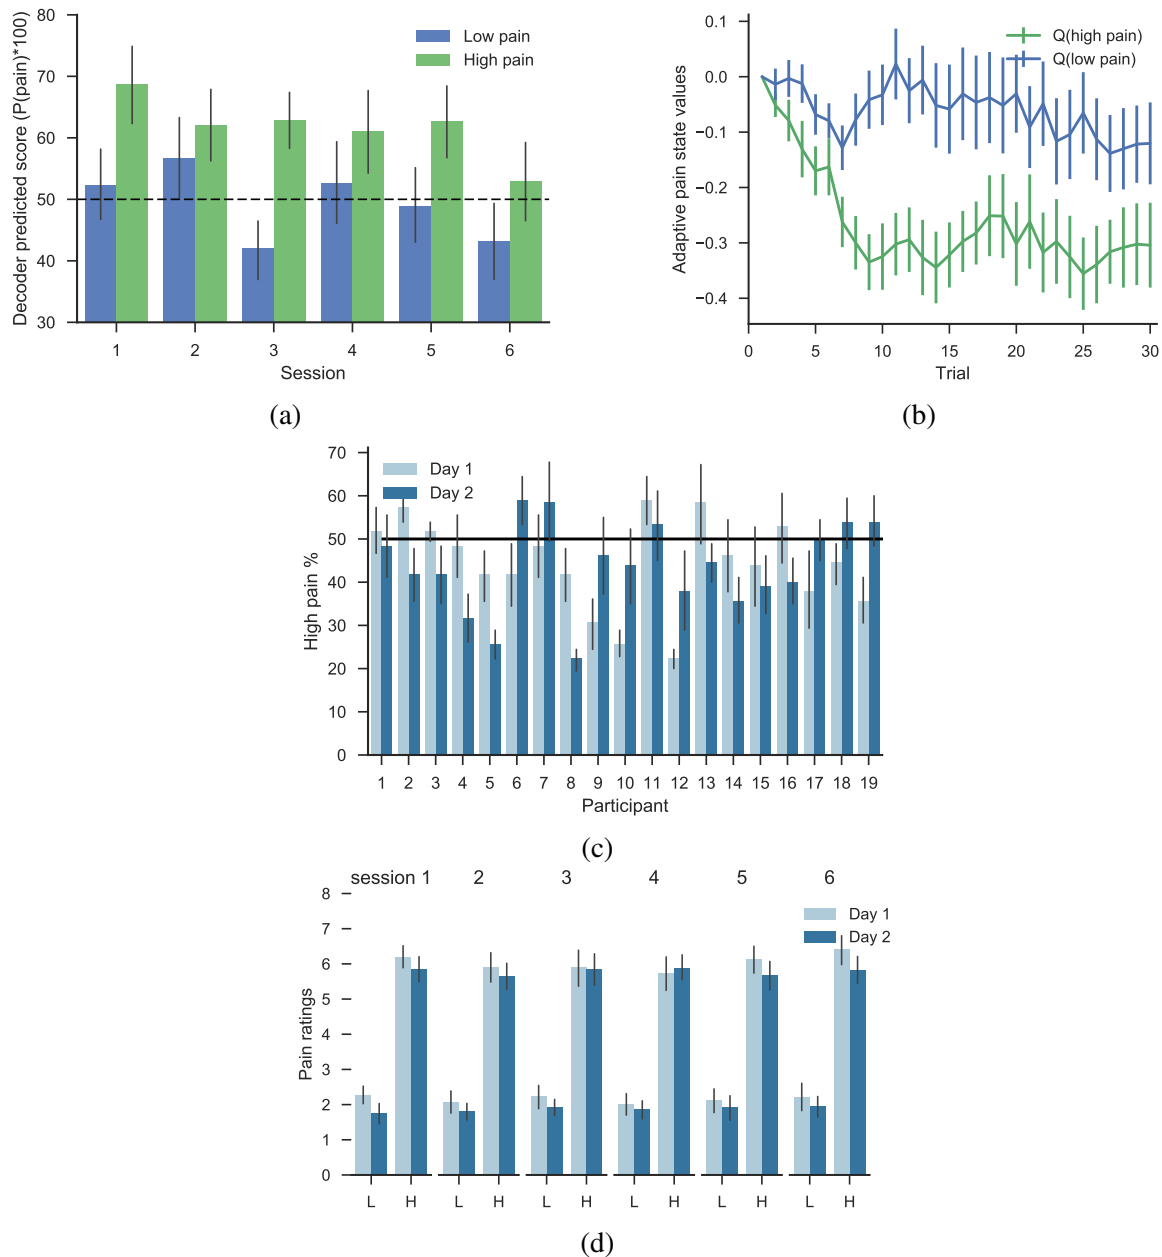 80
70
60
50
40
30
Decoder predicted score (P(pain)*100)
Low pain
High pain
1 2 3 4 5 6
Session
(a)
0.1
0.0
−0.1
−0.2
−0.3
−0.4
Adaptive pain state values
Q(high pain)
Q(low pain)
0 5 10 15 20 25 30
Trial
(b)
70
60
50
40
30
20
10
0
High pain %
Day 1
Day 2
1 2 3 4 5 6 7 8 9 10 11 12 13 14 15 16 17 18 19
Participant
(c)
session 1 2 3 4 5 6
8
7
6
5
4
3
2
1
0
Pain ratings
Day 1
Day 2
L H L H L H L H L H L H
(d)